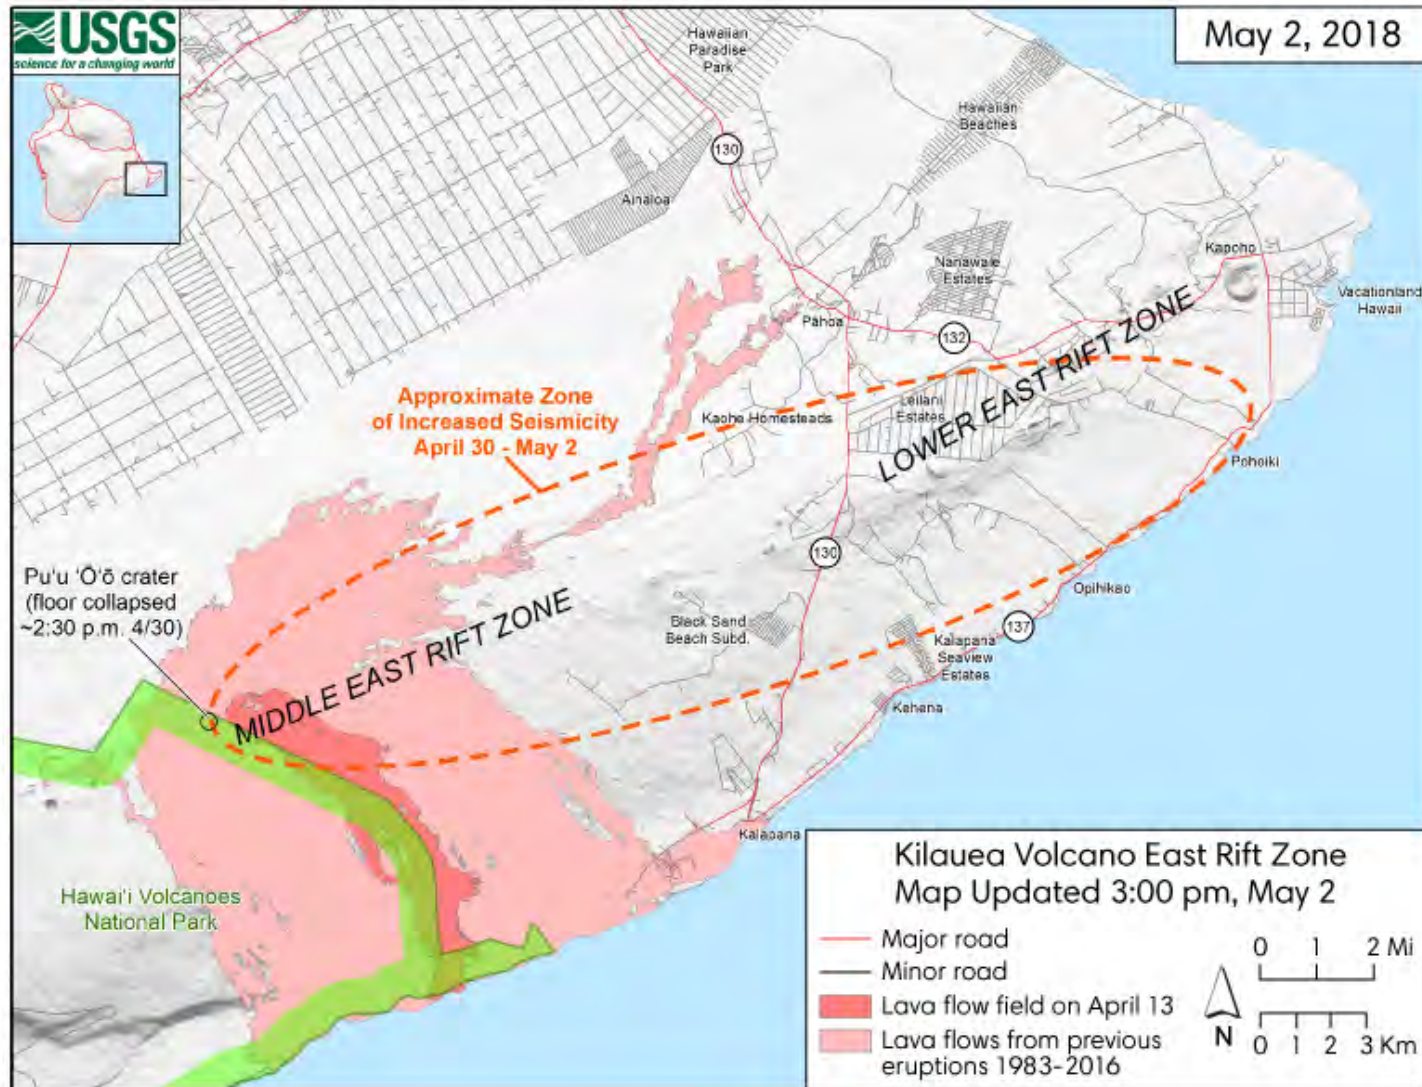 USGS
science for a changing world
May 2, 2018
Hawaiian
Paradise
Park
Hawaiian
Beaches
130
Ainaloa
Nanawale
Estates
Kapoho
Vacationland
Hawaii
Pāhoa
132
LOWER EAST RIFT ZONE
Approximate Zone
of Increased Seismicity
April 30 - May 2
Kaohe Homesteads
Leilani
Estates
Pohoiki
130
Opihikao
Pu'u 'Ō'ō crater
(floor collapsed
~2:30 p.m. 4/30)
MIDDLE EAST RIFT ZONE
Black Sand
Beach Subd.
137
Kalapana
Seaview
Estates
Kehena
Kalapana
Hawai'i Volcanoes
National Park
Kilauea Volcano East Rift Zone
Map Updated 3:00 pm, May 2
Major road
Minor road
Lava flow field on April 13
Lava flows from previous
eruptions 1983-2016
N
0 1 2 Mi
0 1 2 3 Km